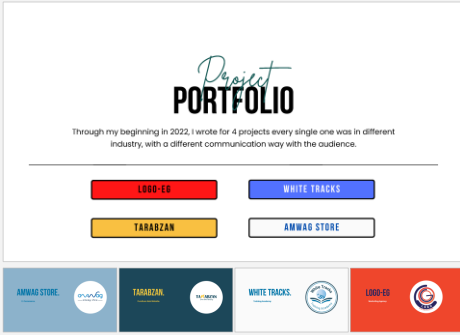 Project
PORTFOLIO
Through my beginning in 2022, I wrote for 4 projects every single one was in different
industry, with a different communication way with the audience.
LOGO-EG
WHITE TRACKS
TARABZAN
AMWAG STORE
AMWAG STORE.
TARABZAN.
WHITE TRACKS.
White Tracks
LOGO-EG